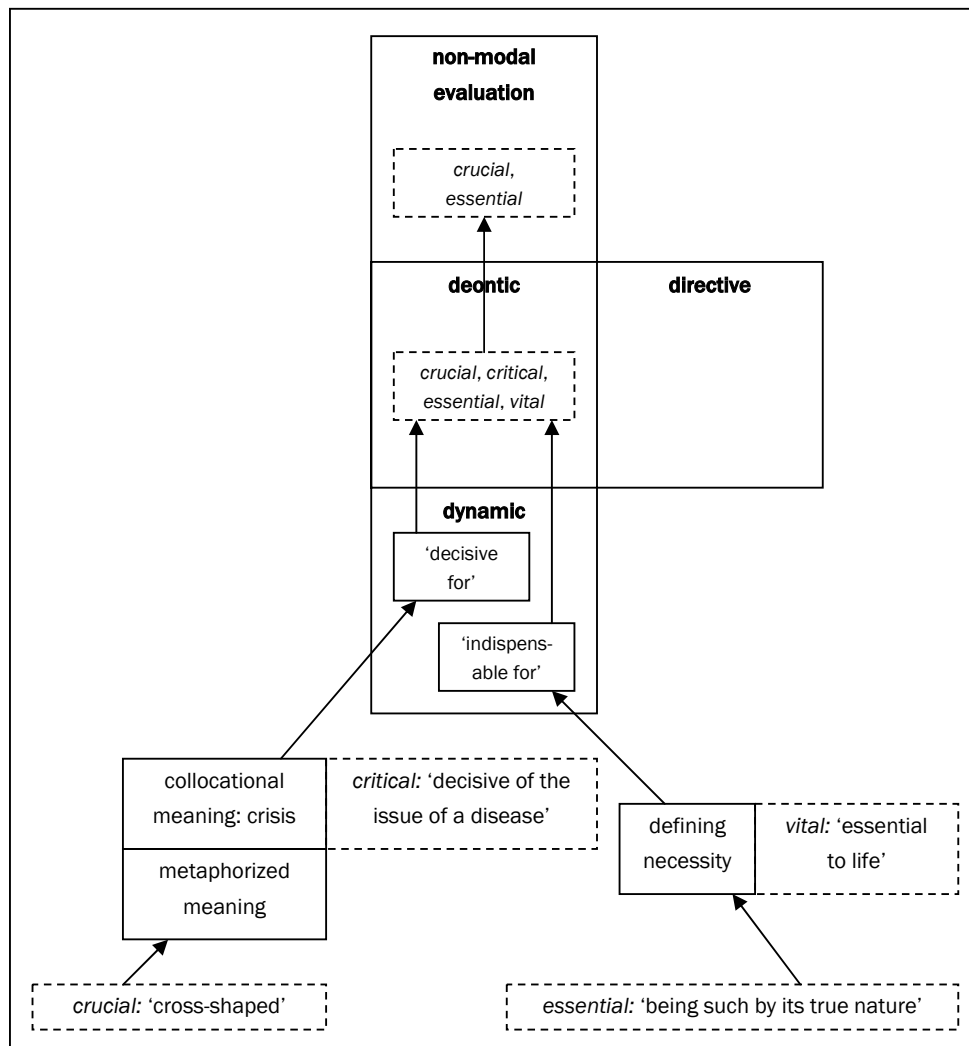 non-modal
evaluation
crucial,
essential
deontic
directive
crucial, critical,
essential, vital
dynamic
‘decisive
for’
‘indispens-
able for’
collocational
meaning: crisis
critical: ‘decisive of the
issue of a disease’
metaphorized
meaning
defining
necessity
vital: ‘essential
to life’
crucial: ‘cross-shaped’
essential: ‘being such by its true nature’